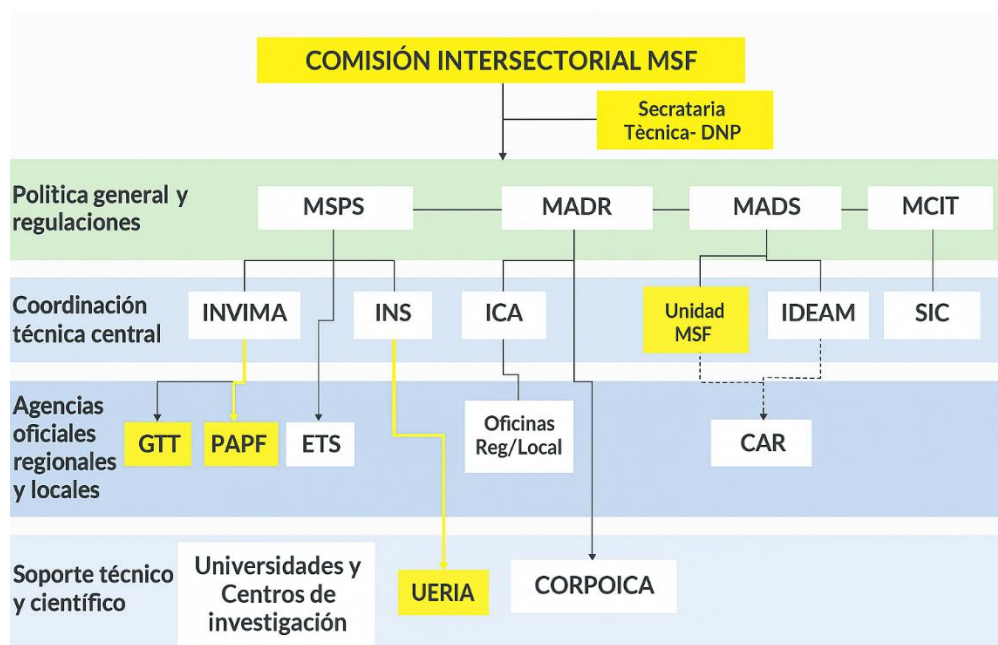 COMISIÓN INTERSECTORIAL MSF
Secretaria
Tècnica- DNP
Politica general y
regulaciones
MSPS
MADR
MADS
MCIT
Coordinación
técnica central
INVIMA
INS
ICA
Unidad
MSF
IDEAM
SIC
Agencias
oficiales
regionales
y locales
GTT
PAPF
ETS
Oficinas
Reg/Local
CAR
Soporte técnico
y científico
Universidades y
Centros de
investigación
UERIA
CORPOICA